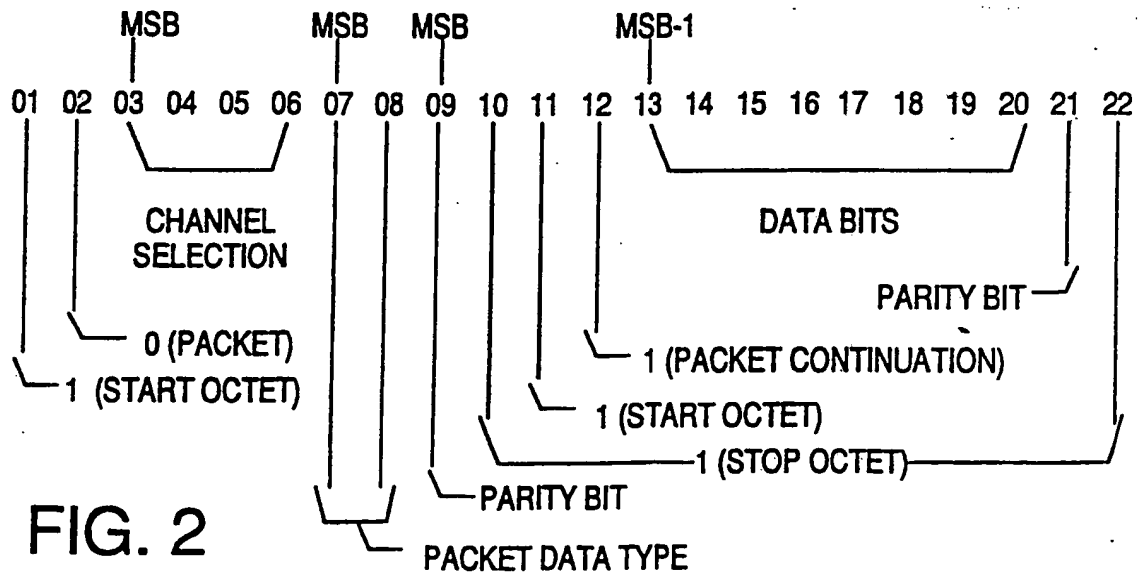 MSB MSB MSB MSB-1
01 02 03 04 05 06 07 08 09 10 11 12 13 14 15 16 17 18 19 20 21 22
CHANNEL
SELECTION
DATA BITS
PARITY BIT
0 (PACKET)
1 (PACKET CONTINUATION)
1 (START OCTET)
1 (START OCTET)
1 (STOP OCTET)
PARITY BIT
PACKET DATA TYPE
FIG. 2